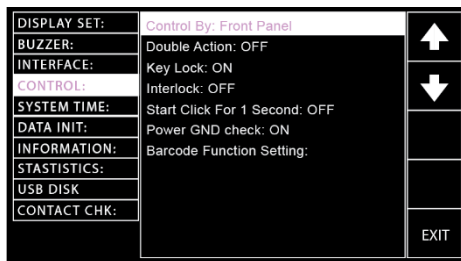 DISPLAY SET:
BUZZER:
INTERFACE:
CONTROL:
SYSTEM TIME:
DATA INIT:
INFORMATION:
STASTISTICS:
USB DISK
CONTACT CHK:
Control By: Front Panel
Double Action: OFF
Key Lock: ON
Interlock: OFF
Start Click For 1 Second: OFF
Power GND check: ON
Barcode Function Setting:
EXIT